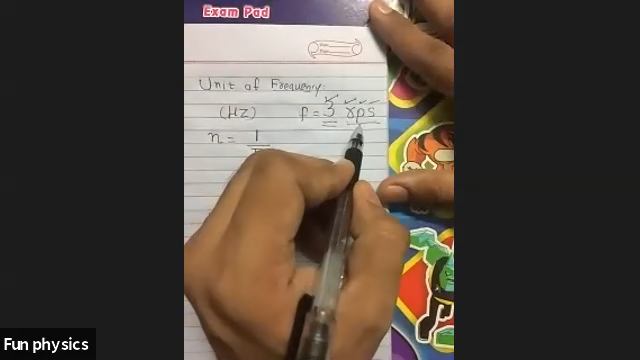 Exam Pad
Unit of Frequency:
(HZ) f = 3 rps
n = 1
Fun physics